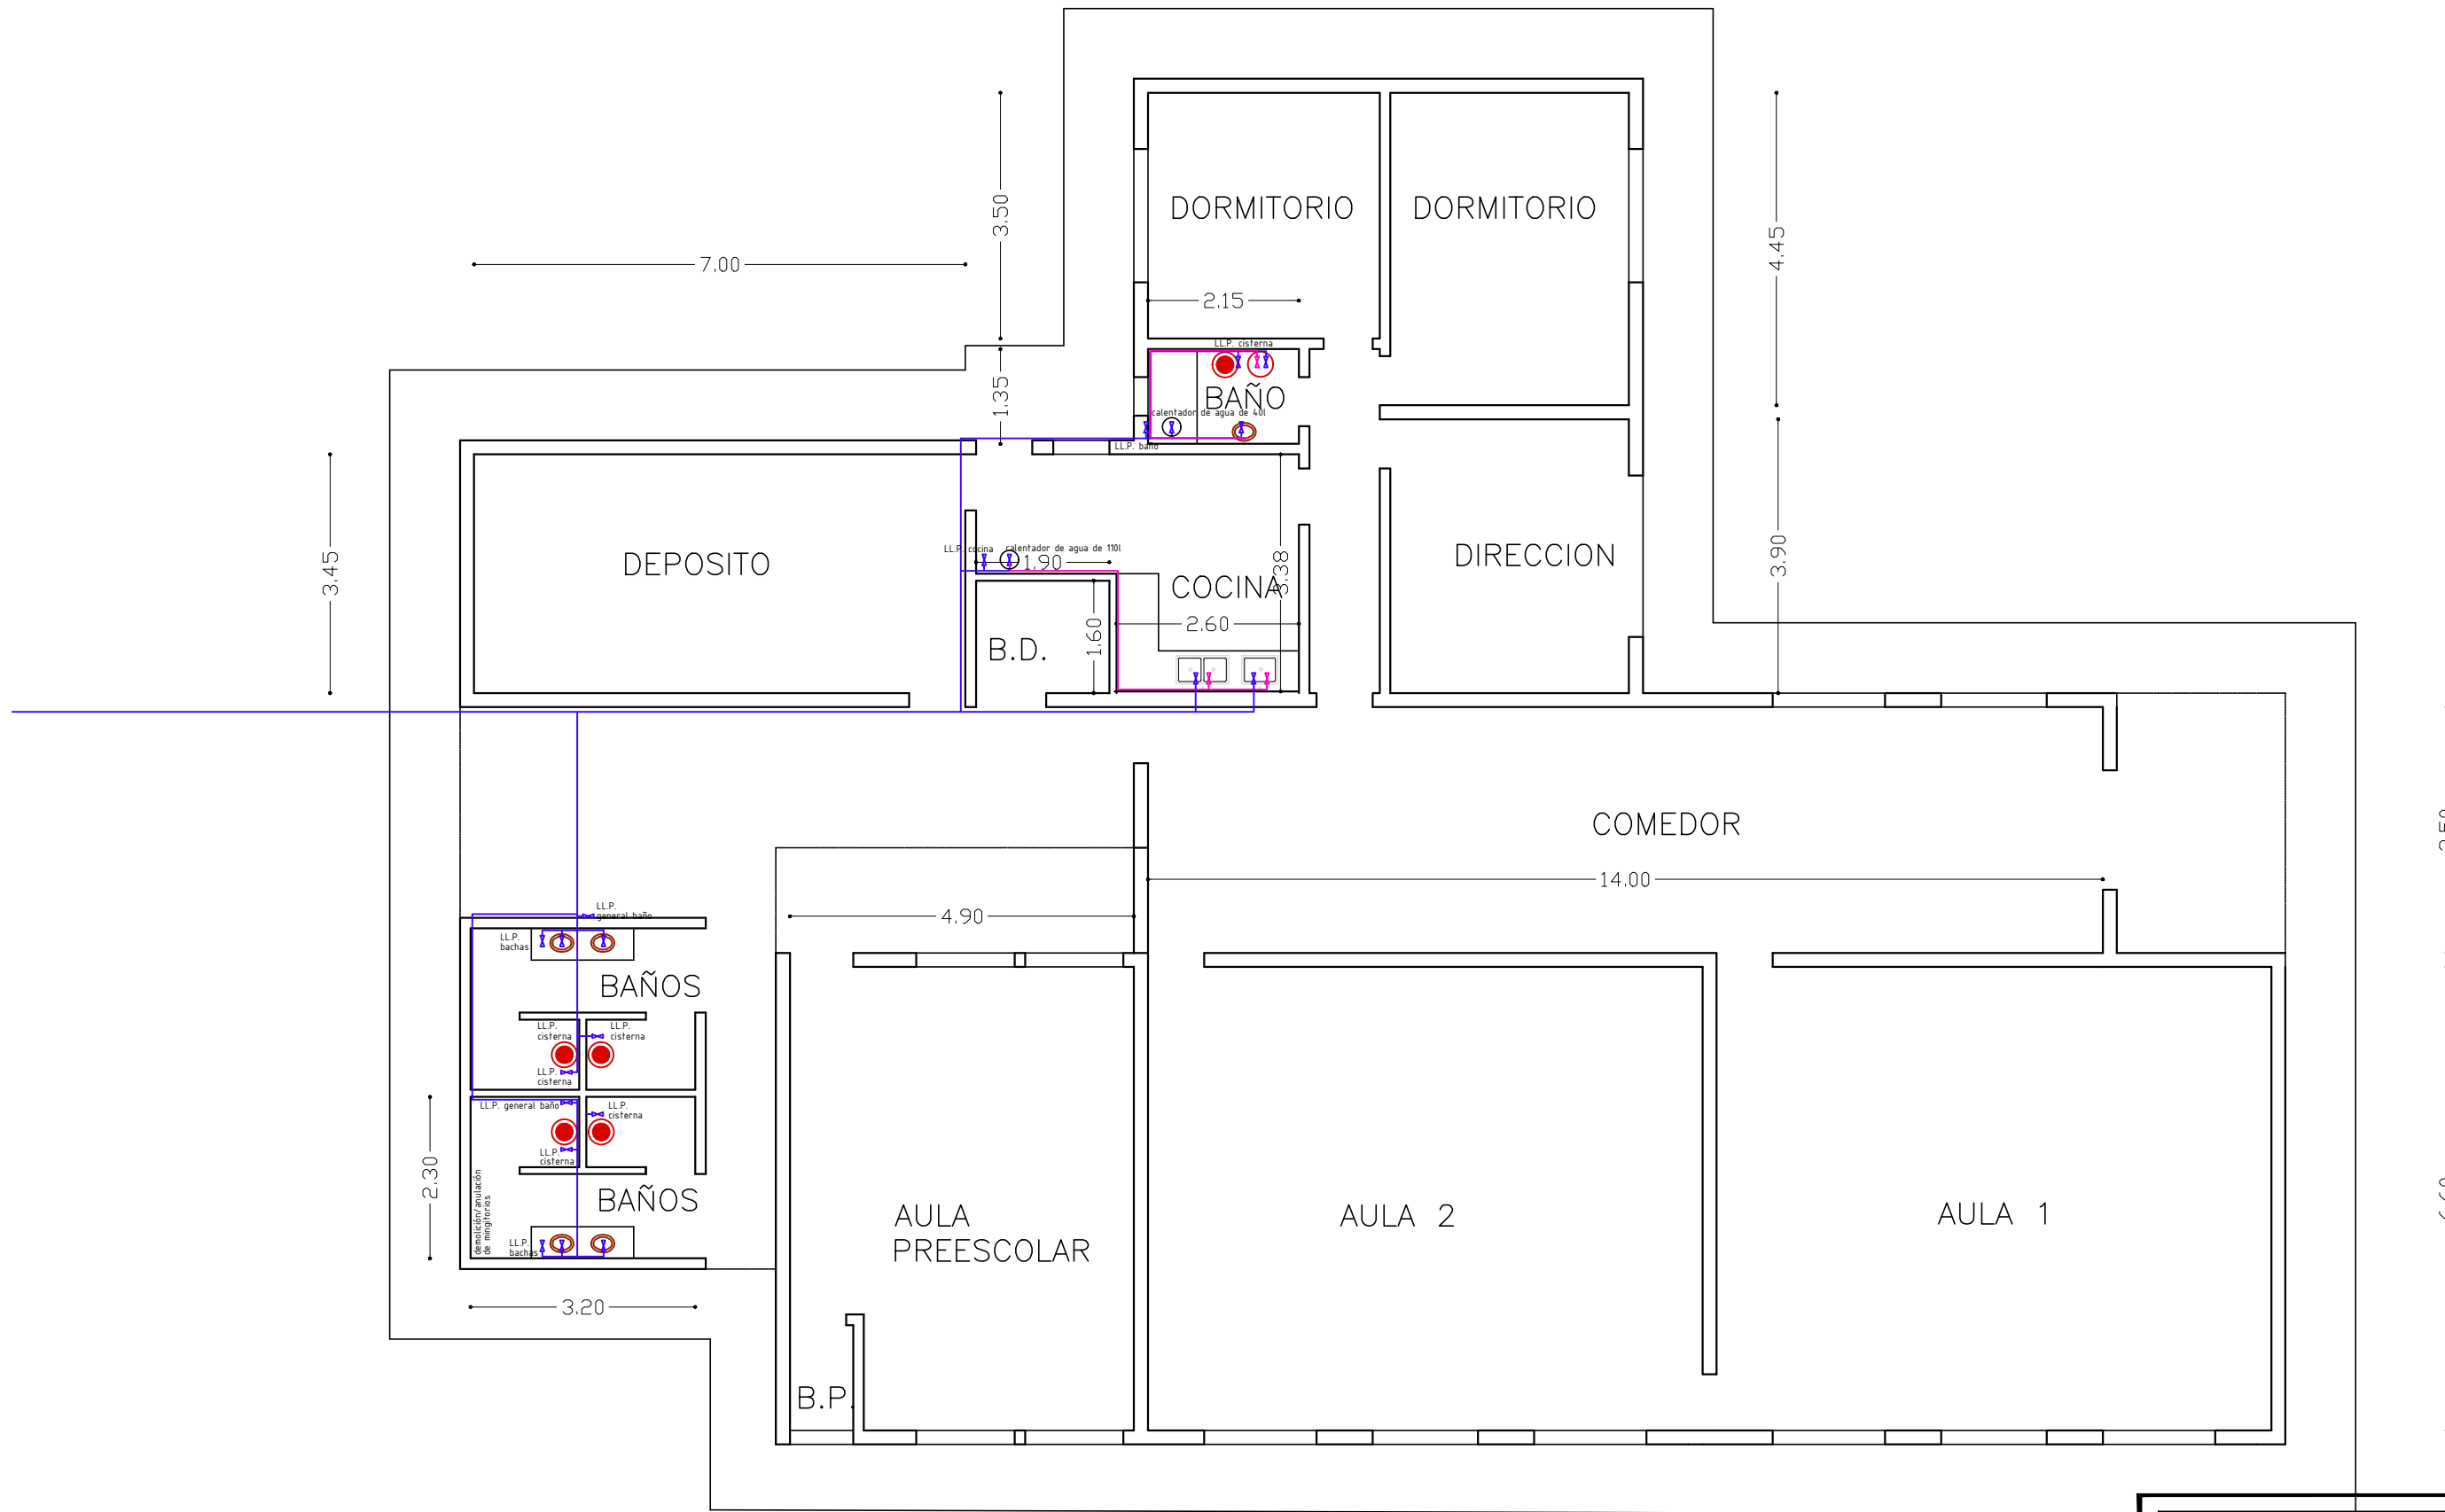 DORMITORIO
DORMITORIO
3.50
4.45
7.00
2.15
LL.P. cisterna
1.35
BAÑO
calentador de agua de 40l
LL.P. baño
3.45
DEPOSITO
LL.P. cocina
calentador de agua de 110l
1.90
COCINA
3.38
DIRECCION
3.90
2.60
B.D.
1.60
COMEDOR
14.00
4.90
LL.P.
general baño
LL.P.
bachas
BAÑOS
LL.P.
cisterna
LL.P.
cisterna
LL.P.
cisterna
LL.P. general baño
LL.P.
cisterna
LL.P.
cisterna
2.30
demolición/anulación
de mingitorios
BAÑOS
LL.P.
bachas
3.20
AULA
PREESCOLAR
AULA 2
AULA 1
B.P.